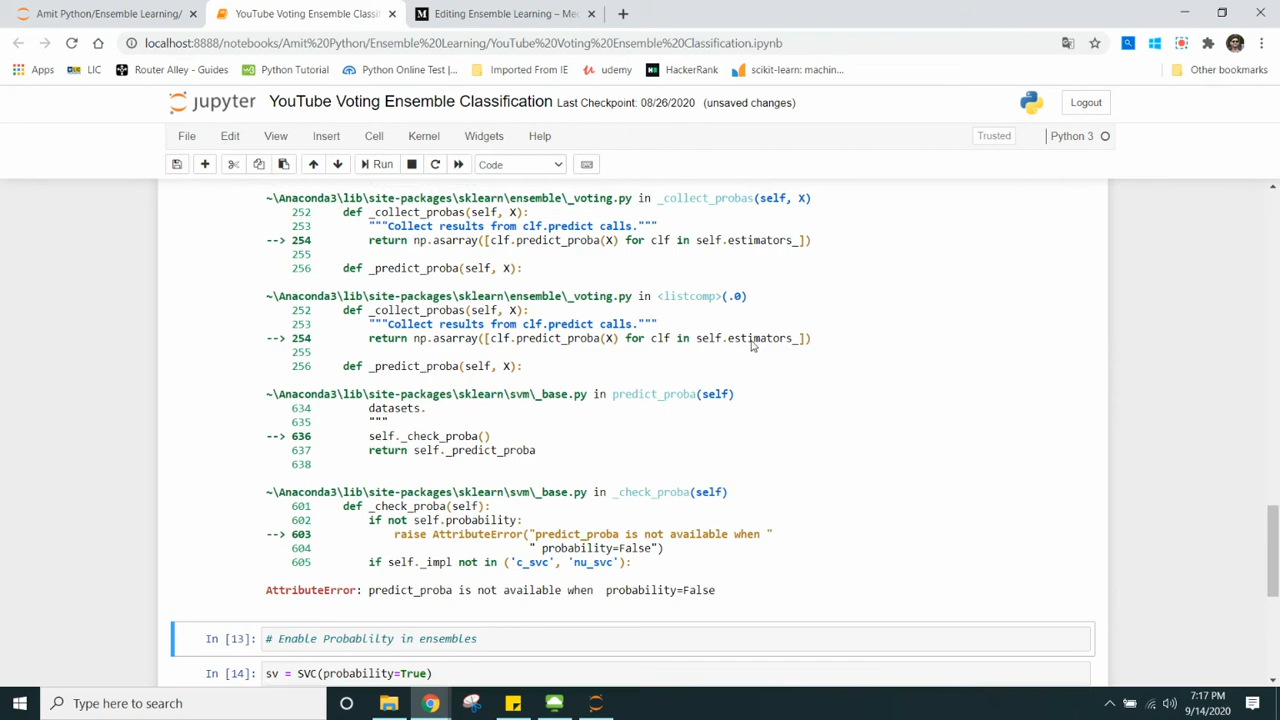 Amit Python/Ensemble Learning/
YouTube Voting Ensemble Classifi
Editing Ensemble Learning – Me
localhost:8888/notebooks/Amit%20Python/Ensemble%20Learning/YouTube%20Voting%20Ensemble%20Classification.ipynb
Apps LIC Router Alley - Guides Python Tutorial Python Online Test |... Imported From IE udemy HackerRank scikit-learn: machin... Other bookmarks
jupyter YouTube Voting Ensemble Classification Last Checkpoint: 08/26/2020 (unsaved changes) Logout
File Edit View Insert Cell Kernel Widgets Help Trusted Python 3
Run Code
~\Anaconda3\lib\site-packages\sklearn\ensemble\_voting.py in _collect_probas(self, X)
252 def _collect_probas(self, X):
253 """Collect results from clf.predict calls."""
--> 254 return np.asarray([clf.predict_proba(X) for clf in self.estimators_])
255
256 def _predict_proba(self, X):
~\Anaconda3\lib\site-packages\sklearn\ensemble\_voting.py in <listcomp>(.0)
252 def _collect_probas(self, X):
253 """Collect results from clf.predict calls."""
--> 254 return np.asarray([clf.predict_proba(X) for clf in self.estimators_])
255
256 def _predict_proba(self, X):
~\Anaconda3\lib\site-packages\sklearn\svm\_base.py in predict_proba(self)
634 datasets.
635 """
--> 636 self._check_proba()
637 return self._predict_proba
638
~\Anaconda3\lib\site-packages\sklearn\svm\_base.py in _check_proba(self)
601 def _check_proba(self):
602 if not self.probability:
--> 603 raise AttributeError("predict_proba is not available when "
604 " probability=False")
605 if self._impl not in ('c_svc', 'nu_svc'):
AttributeError: predict_proba is not available when  probability=False
In [13]: # Enable Probablilty in ensembles
In [14]: sv = SVC(probability=True)
Type here to search
7:17 PM
9/14/2020